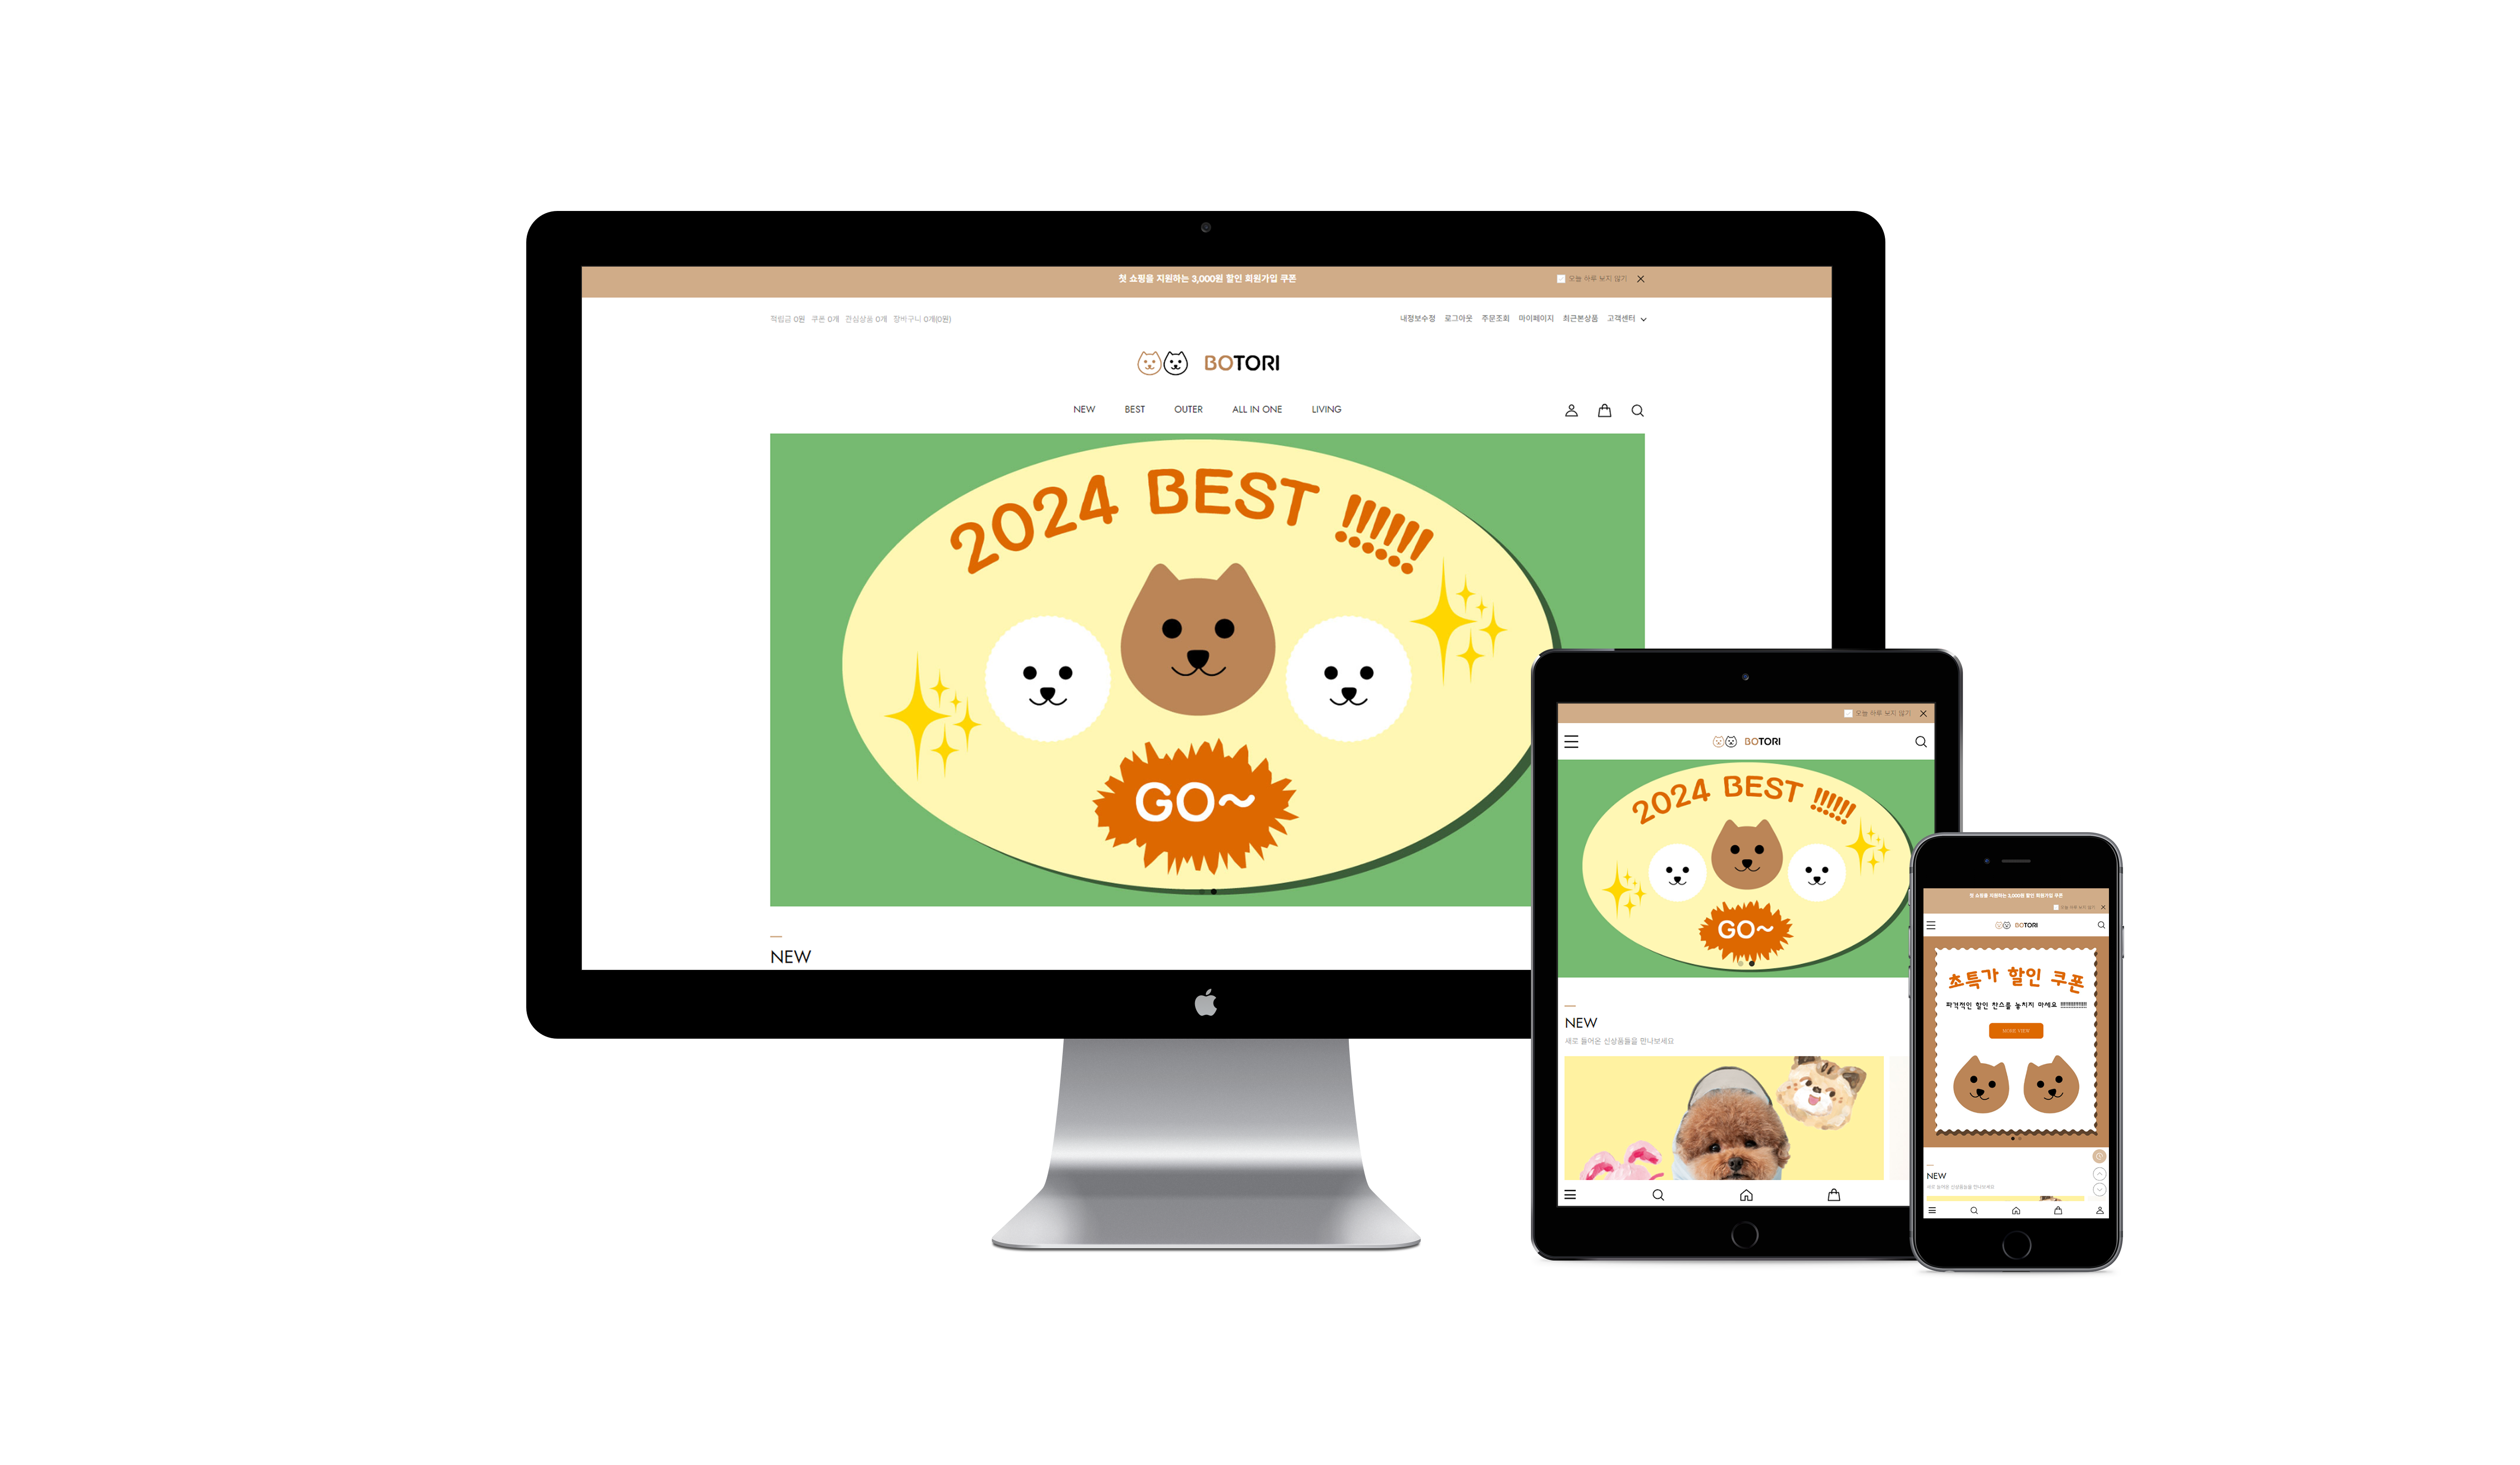 첫 쇼핑을 지원하는 3,000원 할인 회원가입 쿠폰
오늘 하루 보지 않기
적립금 0원 쿠폰 0개 관심상품 0개 장바구니 0개(0원)
내정보수정 로그아웃 주문조회 마이페이지 최근본상품 고객센터
BOTORI
NEW BEST OUTER ALL IN ONE LIVING
2024 BEST !!!!!!
GO~
NEW
오늘 하루 보지 않기
BOTORI
2024 BEST !!!!!!
GO~
NEW
새로 들어온 신상품들을 만나보세요
첫 쇼핑을 지원하는 3,000원 할인 회원가입 쿠폰
오늘 하루 보지 않기
BOTORI
초특가 할인 쿠폰
파격적인 할인 찬스를 놓치지 마세요
MORE VIEW
NEW
새로 들어온 신상품들을 만나보세요